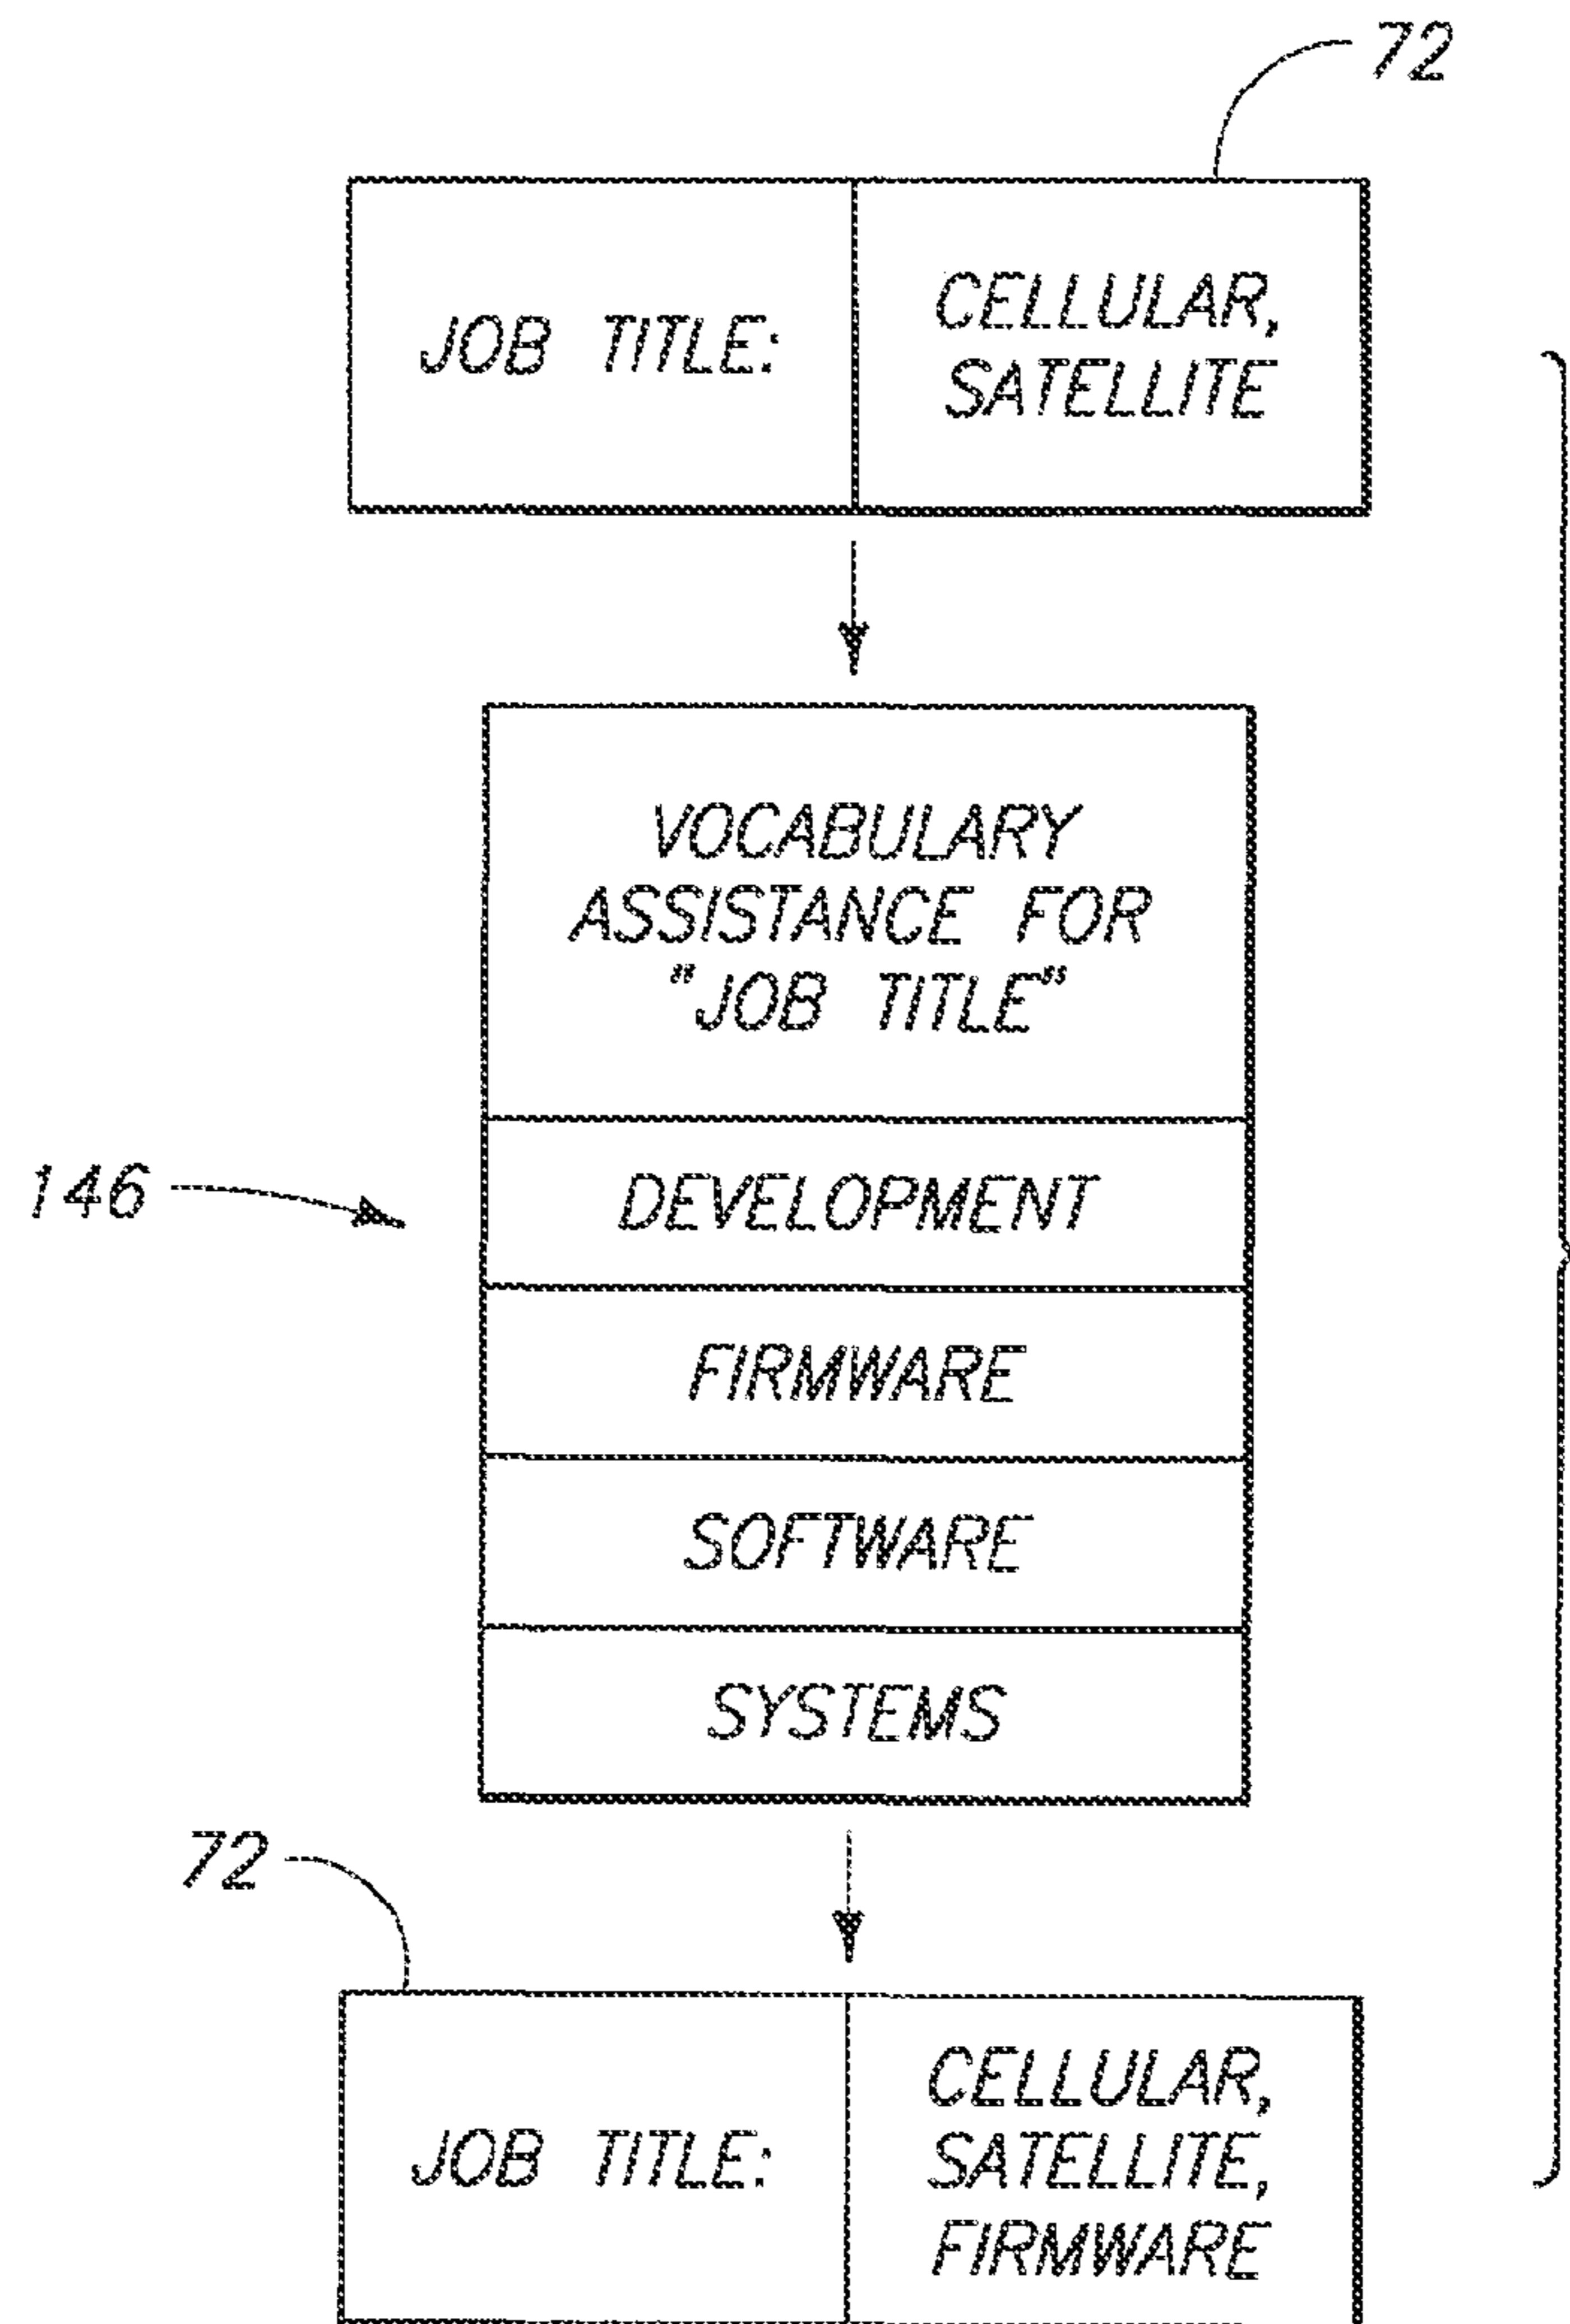 72
JOB TITLE:
CELLULAR,
SATELLITE
VOCABULARY
ASSISTANCE FOR
"JOB TITLE"
146
DEVELOPMENT
FIRMWARE
SOFTWARE
SYSTEMS
72
JOB TITLE:
CELLULAR,
SATELLITE,
FIRMWARE